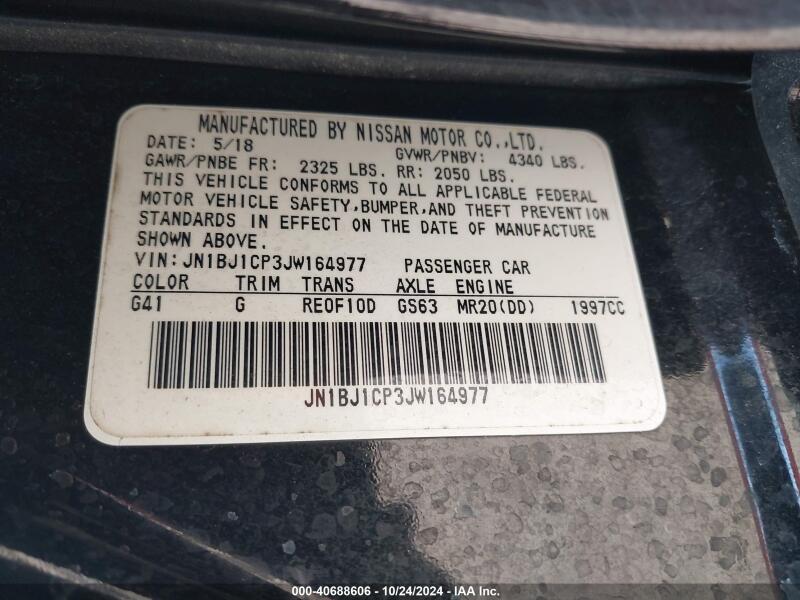 MANUFACTURED BY NISSAN MOTOR CO.,LTD.
DATE: 5/18 GVWR/PNBV: 4340 LBS.
GAWR/PNBE FR: 2325 LBS. RR: 2050 LBS.
THIS VEHICLE CONFORMS TO ALL APPLICABLE FEDERAL
MOTOR VEHICLE SAFETY,BUMPER,AND THEFT PREVENTION
STANDARDS IN EFFECT ON THE DATE OF MANUFACTURE
SHOWN ABOVE.
VIN:JN1BJ1CP3JW164977 PASSENGER CAR
COLOR TRIM TRANS AXLE ENGINE
G41 G RE0F10D GS63 MR20(DD) 1997CC
JN1BJ1CP3JW164977
000-40688606 - 10/24/2024 - IAA Inc.